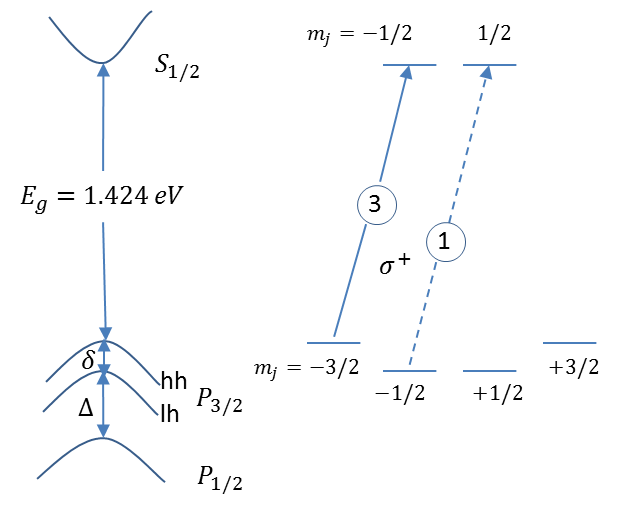 m_j = −1/2
1/2
S_{1/2}
E_g = 1.424 eV
3
1
σ⁺
δ
hh
m_j = −3/2
+3/2
Δ
lh
P_{3/2}
−1/2
+1/2
P_{1/2}